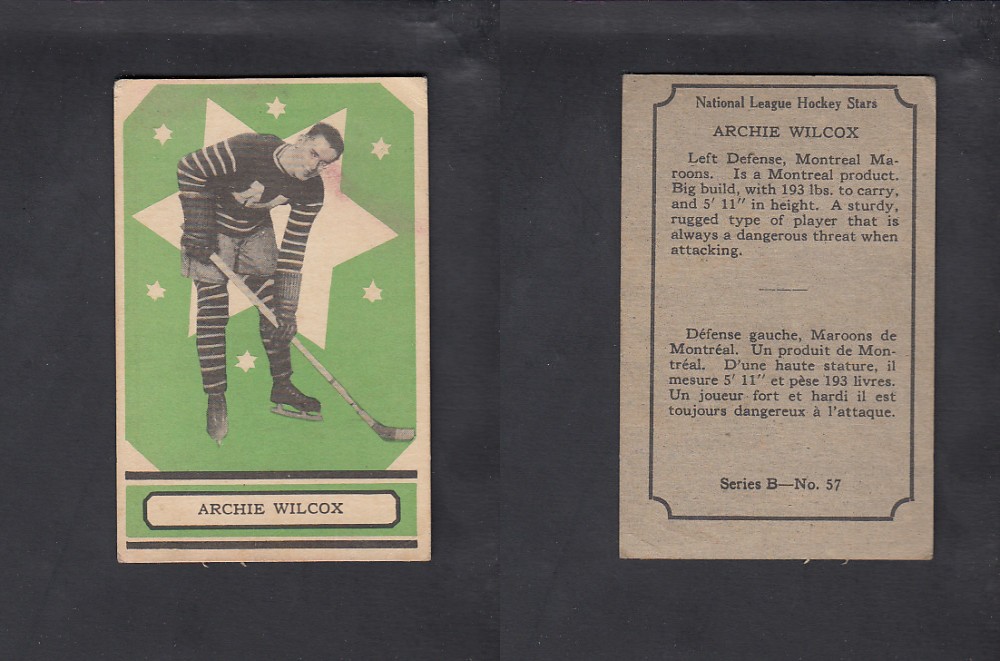 ARCHIE WILCOX
National League Hockey Stars
ARCHIE WILCOX
Left Defense, Montreal Ma-
roons. Is a Montreal product.
Big build, with 193 lbs. to carry,
and 5′ 11″ in height. A sturdy,
rugged type of player that is
always a dangerous threat when
attacking.
Défense gauche, Maroons de
Montréal. Un produit de Mon-
tréal. D'une haute stature, il
mesure 5′ 11″ et pèse 193 livres.
Un joueur fort et hardi il est
toujours dangereux à l'attaque.
Series B—No. 57